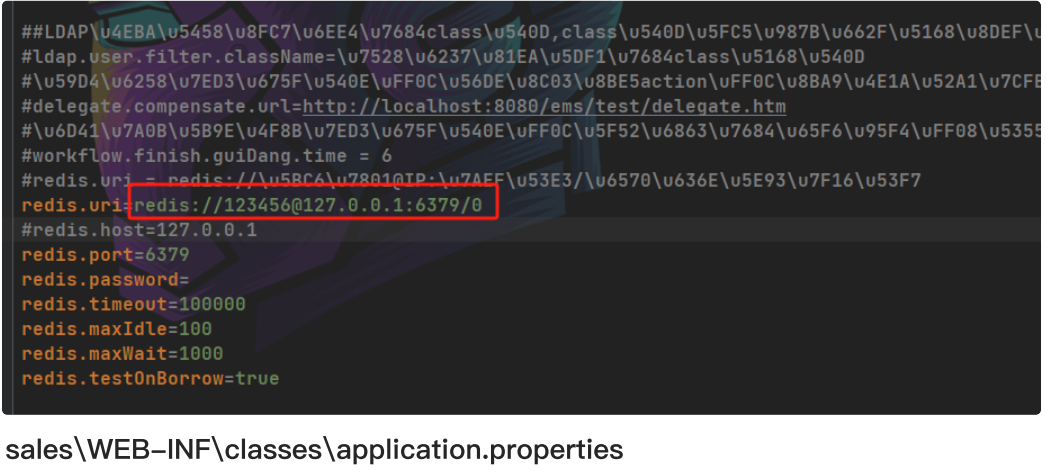 ##LDAP\u4EBA\u5458\u8FC7\u6EE4\u7684class\u540D,class\u540D\u5FC5\u987B\u662F\u5168\u8DEF\u
#ldap.user.filter.className=\u7528\u6237\u81EA\u5DF1\u7684class\u5168\u540D
#\u59D4\u6258\u7ED3\u675F\u540E\uFF0C\u56DE\u8C03\u8BE5action\uFF0C\u8BA9\u4E1A\u52A1\u7CFB
#delegate.compensate.url=http://localhost:8080/ems/test/delegate.htm
#\u6D41\u7A0B\u5B9E\u4F8B\u7ED3\u675F\u540E\uFF0C\u5F52\u6863\u7684\u65F6\u95F4\uFF08\u5355
#workflow.finish.guiDang.time = 6
#redis.uri = redis://\u5BC6\u7801@IP:\u7AEF\u53E3/\u6570\u636E\u5E93\u7F16\u53F7
redis.uri=redis://123456@127.0.0.1:6379/0
#redis.host=127.0.0.1
redis.port=6379
redis.password=
redis.timeout=100000
redis.maxIdle=100
redis.maxWait=1000
redis.testOnBorrow=true
sales\WEB-INF\classes\application.properties